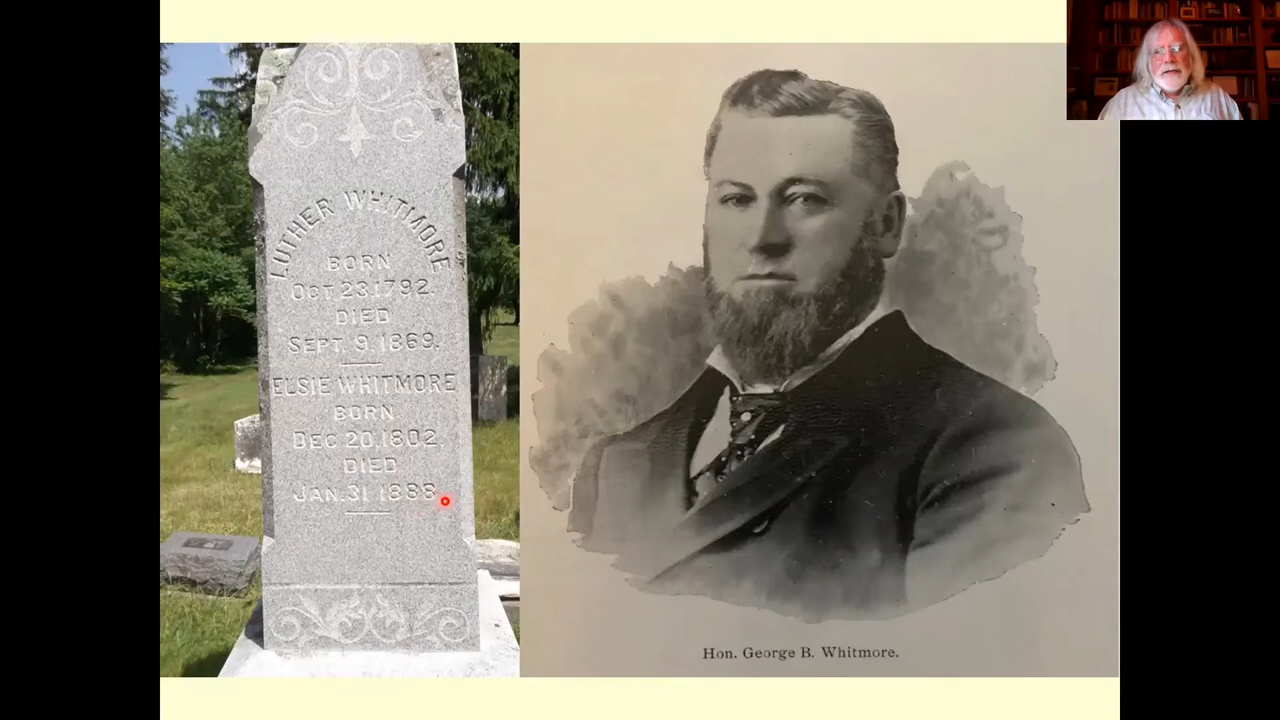 LUTHER WHITMORE
BORN
OCT 23 1792.
DIED
SEPT. 9 1869.
ELSIE WHITMORE
BORN
DEC 20, 1802.
DIED
JAN. 31 1888.
Hon. George B. Whitmore.